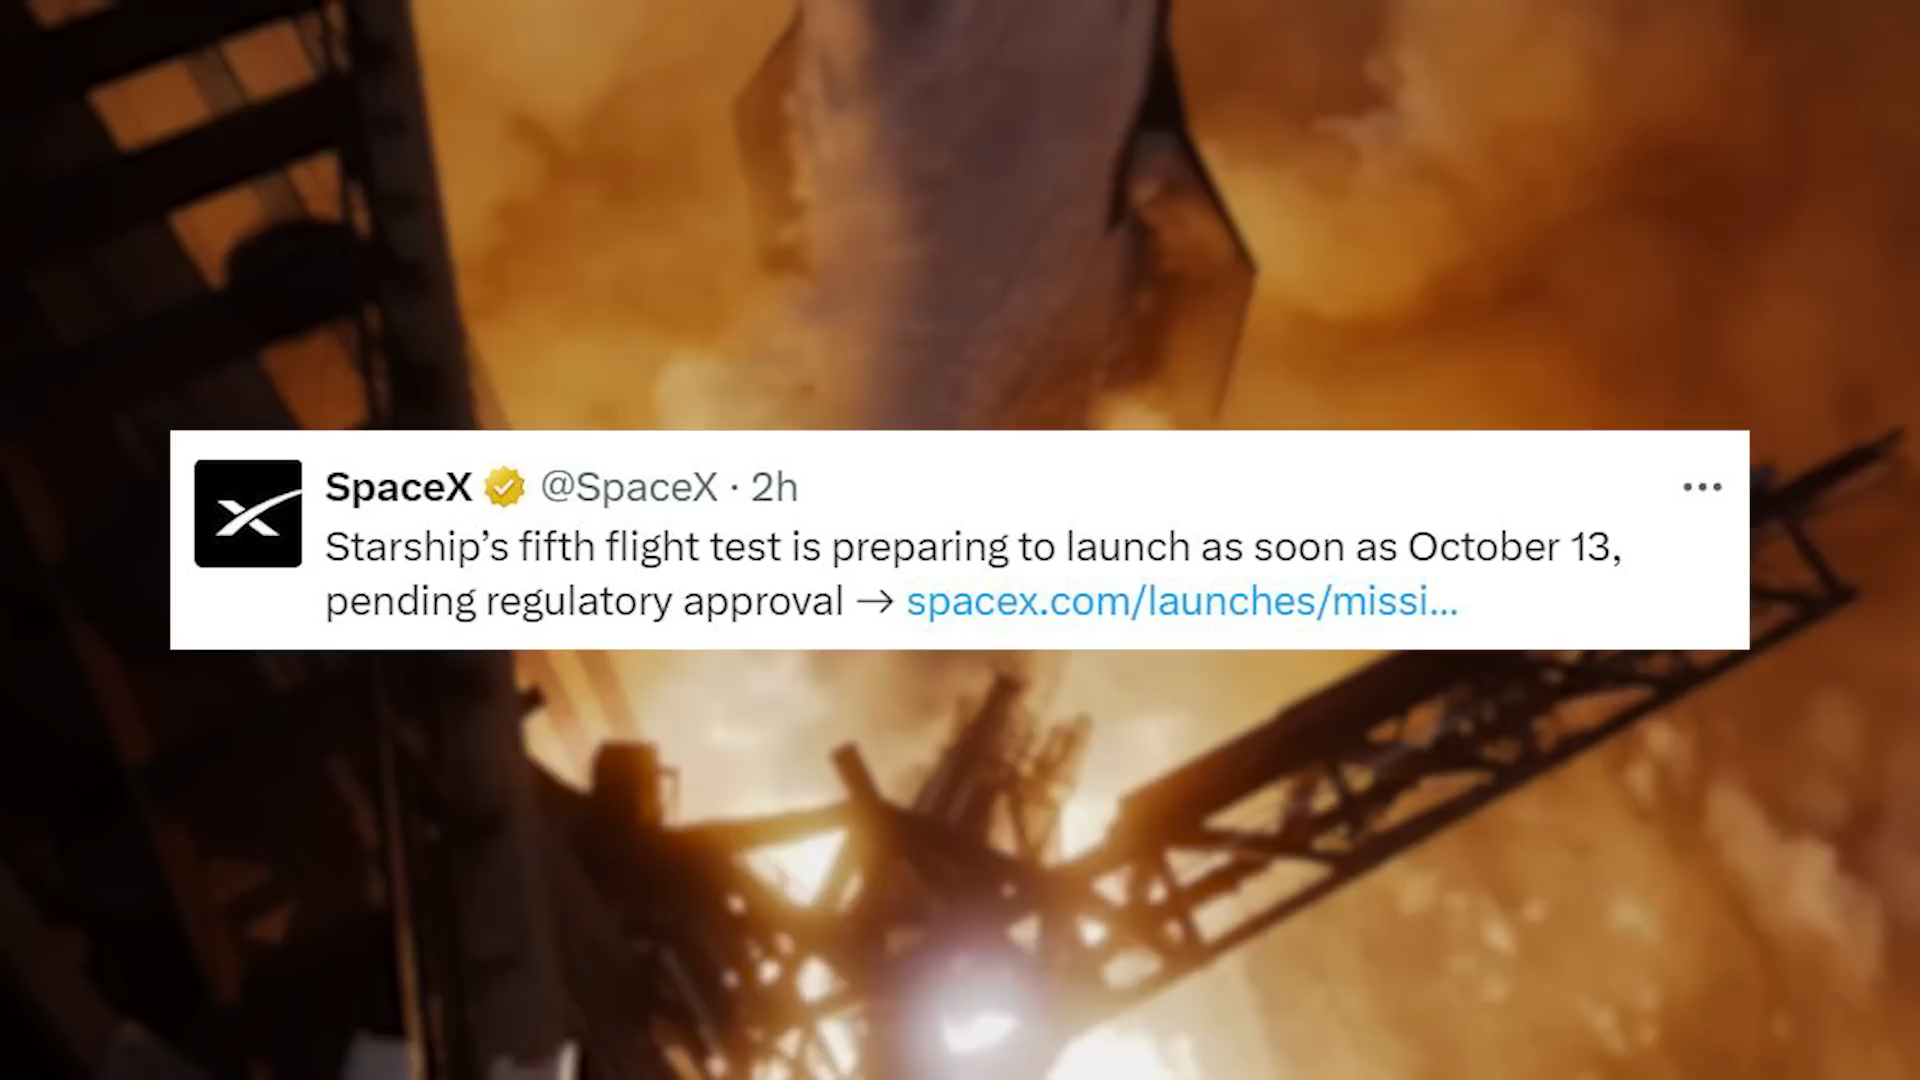 SpaceX @SpaceX · 2h
Starship’s fifth flight test is preparing to launch as soon as October 13,
pending regulatory approval → spacex.com/launches/missi...